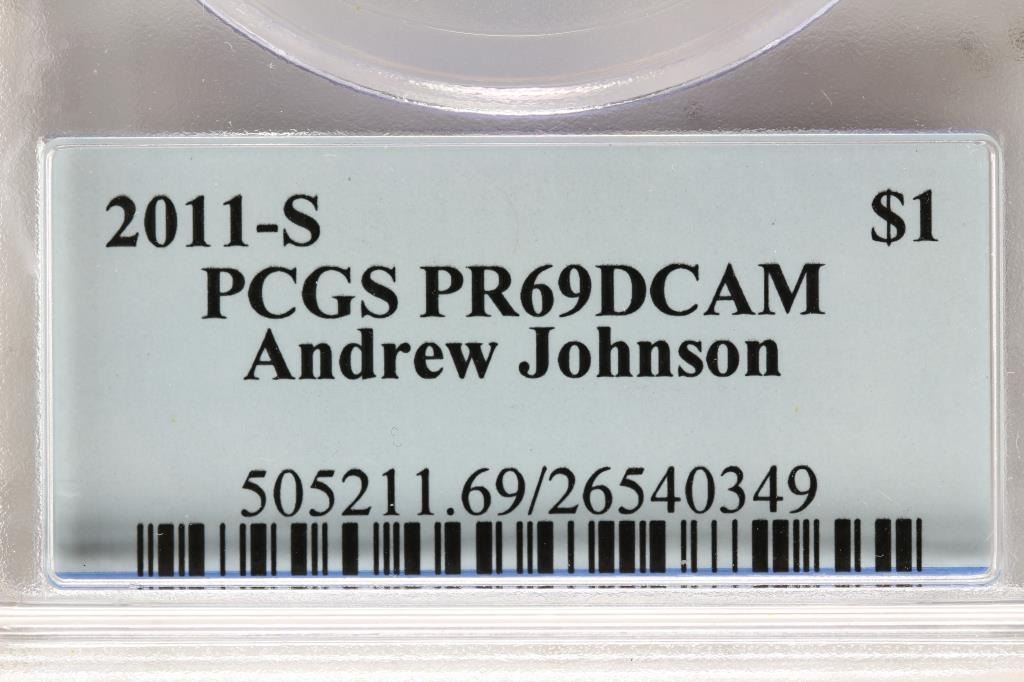 2011-S $1
PCGS PR69DCAM
Andrew Johnson
505211.69/26540349